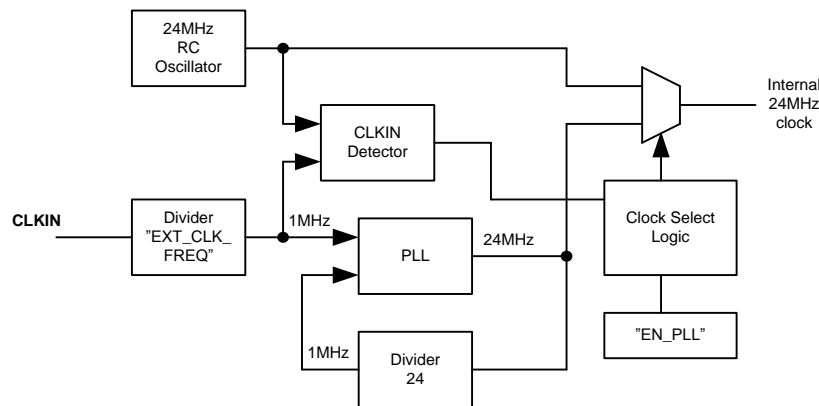 24MHz
RC
Oscillator
Internal
24MHz
clock
CLKIN
Detector
CLKIN
Divider
"EXT_CLK_
FREQ"
1MHz
PLL
24MHz
Clock Select
Logic
"EN_PLL"
1MHz
Divider
24